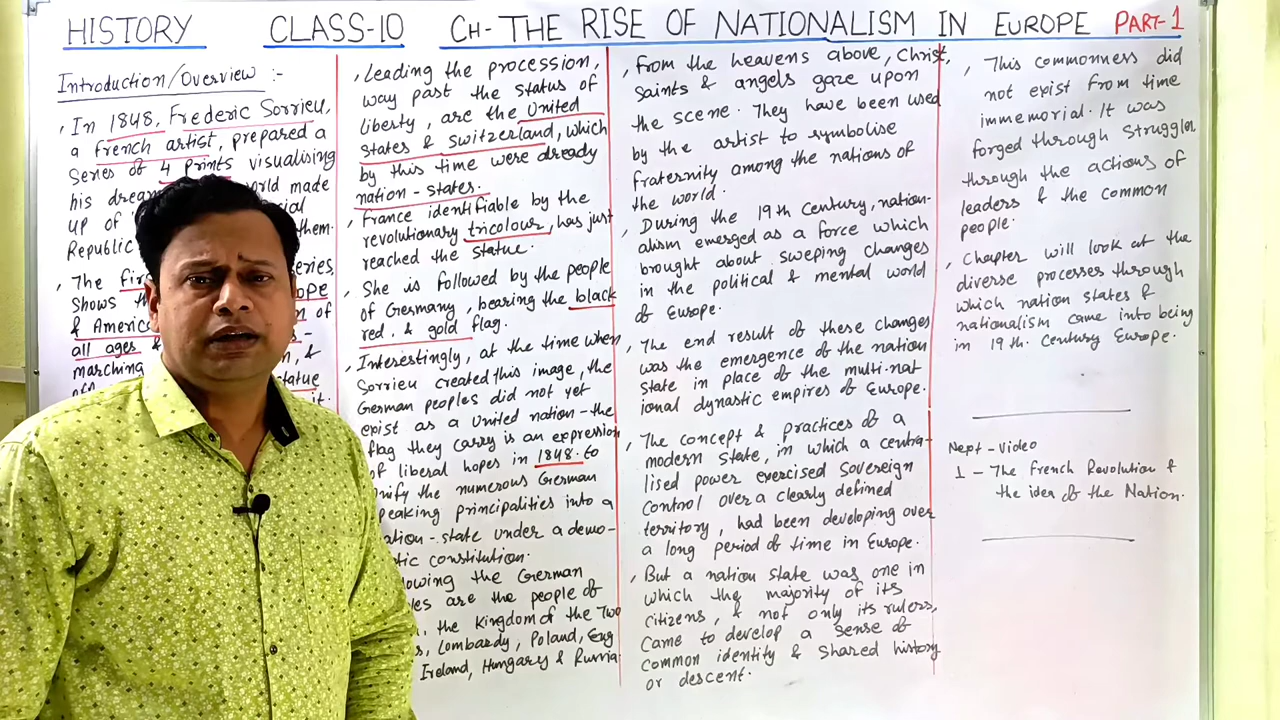 HISTORY CLASS-10 CH- THE RISE OF NATIONALISM IN EUROPE PART-1
Introduction/Overview :-
In 1848, Frederic Sorrieu,
a french artist, prepared a
Series of 4 prints visualising
his made
up of
Republic them.
The series,
Shows
& America of
all ages
marching &
statue
it.
Leading the procession,
way past the status of
liberty, are the United
States & Switzerland, which
by this time were already
nation-states.
France identifiable by the
revolutionary tricolour, has just
reached the statue.
She is followed by the people
of Germany, bearing the black
red, & gold flag.
Interestingly, at the time when
Sorrieu created this image, the
German peoples did not yet
exist as a united nation - the
flag they carry is an expression
of liberal hopes in 1848 to
the numerous German
principalities into a
-state under a demo-
constitution.
the German
are the people of
the Kingdom of the Two
Lombardy, Poland, Eng
Ireland, Hungary & Russia
From the heavens above, Christ,
Saints & angels gaze upon
the scene. They have been used
by the artist to symbolise
fraternity among the nations of
the world.
During the 19th Century, nation-
alism emerged as a force which
brought about sweeping changes
in the political & mental world
of Europe.
The end result of these changes
was the emergence of the nation
state in place of the multi-nat
ional dynastic empires of Europe.
The concept & practices of a
modern state, in which a centra-
lised power exercised sovereign
control over a clearly defined
territory, had been developing over
a long period of time in Europe.
But a nation state was one in
which the majority of its
citizens, & not only its rulers,
came to develop a sense of
common identity & shared history
or descent.
This commonness did
not exist from time
immemorial. It was
forged through struggles,
through the actions of
leaders & the common
people.
Chapter will look at the
diverse processes through
which nation states &
nationalism came into being
in 19th Century Europe.
Next - Video
1 - The French Revolution &
the idea of the Nation.